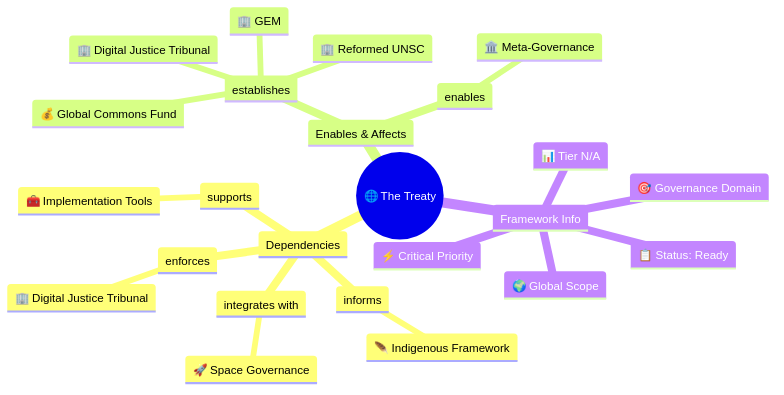 🏢 GEM
🏢 Digital Justice Tribunal
🏢 Reformed UNSC
🏛️ Meta-Governance
establishes
enables
💰 Global Commons Fund
Enables & Affects
📊 Tier N/A
🌐 The Treaty
🎯 Governance Domain
🧰 Implementation Tools
supports
Framework Info
Dependencies
⚡ Critical Priority
📋 Status: Ready
enforces
🌍 Global Scope
🏢 Digital Justice Tribunal
integrates with
informs
🪶 Indigenous Framework
🚀 Space Governance